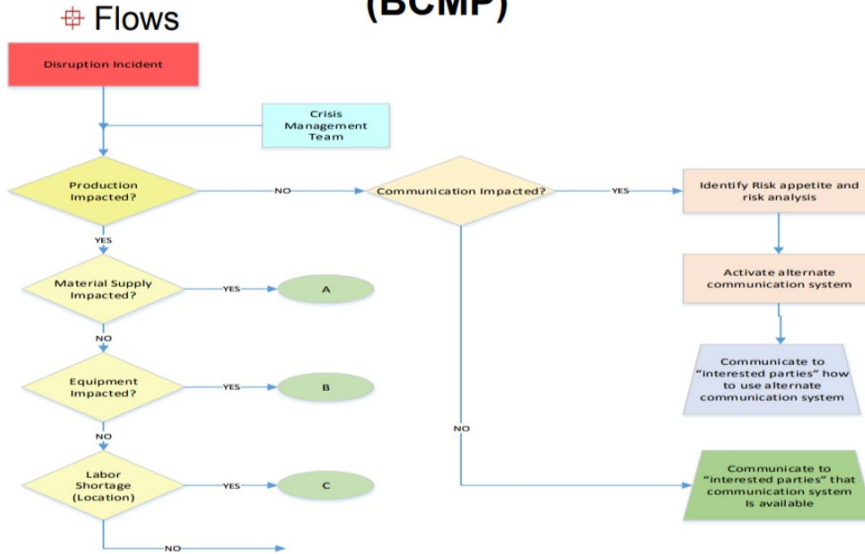 (BCMP)
Flows
Disruption Incident
Crisis
Management
Team
Production
Impacted?
NO
Communication Impacted?
YES
Identify Risk appetite and
risk analysis
YES
Material Supply
Impacted?
YES
A
Activate alternate
communication system
NO
Equipment
Impacted?
YES
B
Communicate to
"interested parties" how
to use alternate
communication system
NO
NO
Labor
Shortage
(Location)
YES
C
Communicate to
"interested parties" that
communication system
Is available
NO